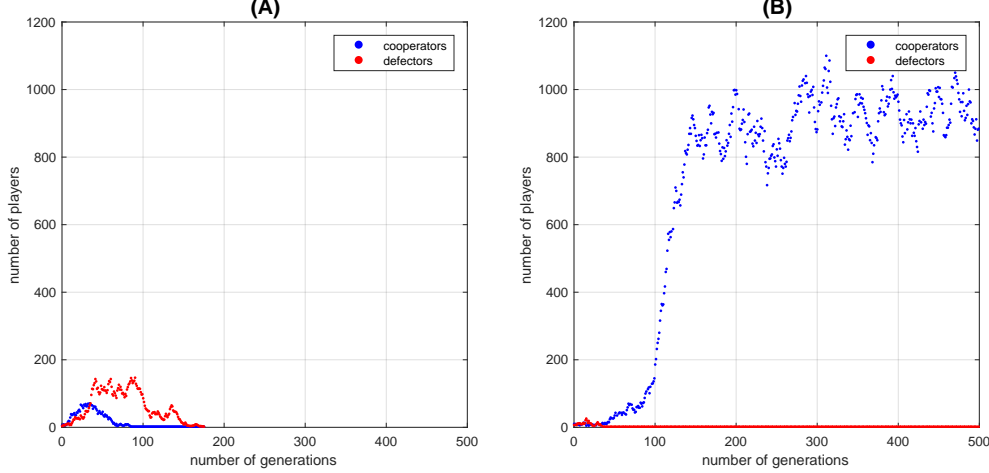 (A)
1200
1000
800
600
400
200
0
0 100 200 300 400 500
number of players
number of generations
cooperators
defectors
(B)
1200
1000
800
600
400
200
0
0 100 200 300 400 500
number of players
number of generations
cooperators
defectors